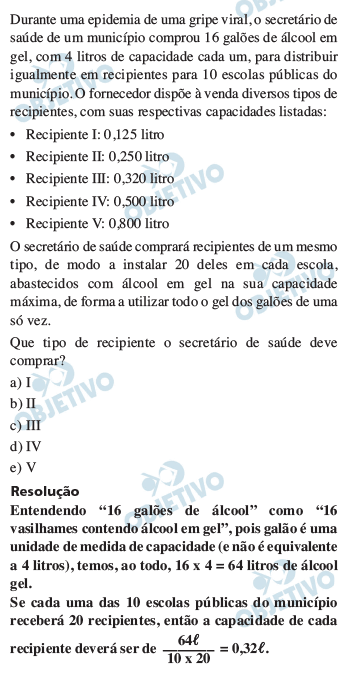 Durante uma epidemia de uma gripe viral, o secretário de
saúde de um município comprou 16 galões de álcool em
gel, com 4 litros de capacidade cada um, para distribuir
igualmente em recipientes para 10 escolas públicas do
município. O fornecedor dispõe à venda diversos tipos de
recipientes, com suas respectivas capacidades listadas:
• Recipiente I: 0,125 litro
• Recipiente II: 0,250 litro
• Recipiente III: 0,320 litro
• Recipiente IV: 0,500 litro
• Recipiente V: 0,800 litro
O secretário de saúde comprará recipientes de um mesmo
tipo, de modo a instalar 20 deles em cada escola,
abastecidos com álcool em gel na sua capacidade
máxima, de forma a utilizar todo o gel dos galões de uma
só vez.
Que tipo de recipiente o secretário de saúde deve
comprar?
a) I
b) II
c) III
d) IV
e) V
Resolução
Entendendo “16 galões de álcool” como “16
vasilhames contendo álcool em gel”, pois galão é uma
unidade de medida de capacidade (e não é equivalente
a 4 litros), temos, ao todo, 16 x 4 = 64 litros de álcool
gel.
Se cada uma das 10 escolas públicas do município
receberá 20 recipientes, então a capacidade de cada
recipiente deverá ser de 64ℓ / 10 x 20 = 0,32ℓ.
OBJETIVO
OBJETIVO
OBJETIVO
OBJETIVO
OBJETIVO
OBJETIVO
OBJETIVO